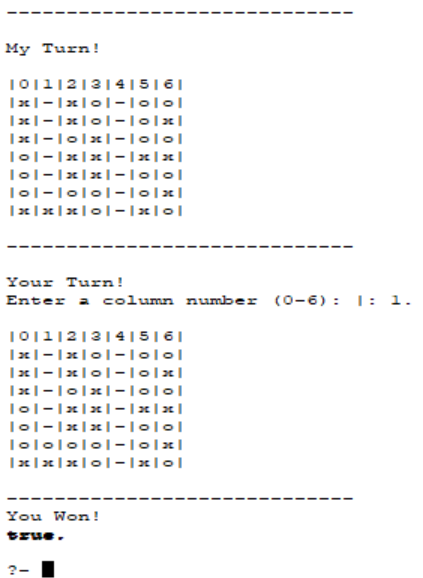 -----------------------------
My Turn!
|0|1|2|3|4|5|6|
|x|-|x|o|-|o|o|
|x|-|x|o|-|o|x|
|x|-|o|x|-|o|o|
|o|-|x|x|-|x|x|
|o|-|x|x|-|o|o|
|o|-|o|o|-|o|x|
|x|x|x|o|-|x|o|
-----------------------------
Your Turn!
Enter a column number (0-6): |: 1.
|0|1|2|3|4|5|6|
|x|-|x|o|-|o|o|
|x|-|x|o|-|o|x|
|x|-|o|x|-|o|o|
|o|-|x|x|-|x|x|
|o|-|x|x|-|o|o|
|o|o|o|o|-|o|x|
|x|x|x|o|-|x|o|
-----------------------------
You Won!
true.
?-